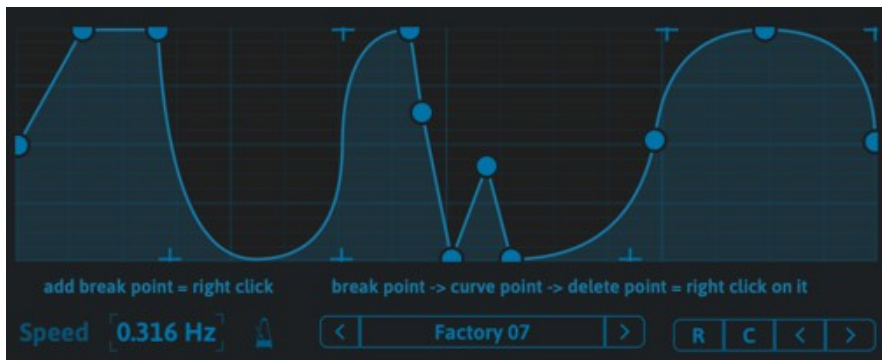 add break point = right click
break point -> curve point -> delete point = right click on it
Speed 0.316 Hz < Factory 07 > R C < >